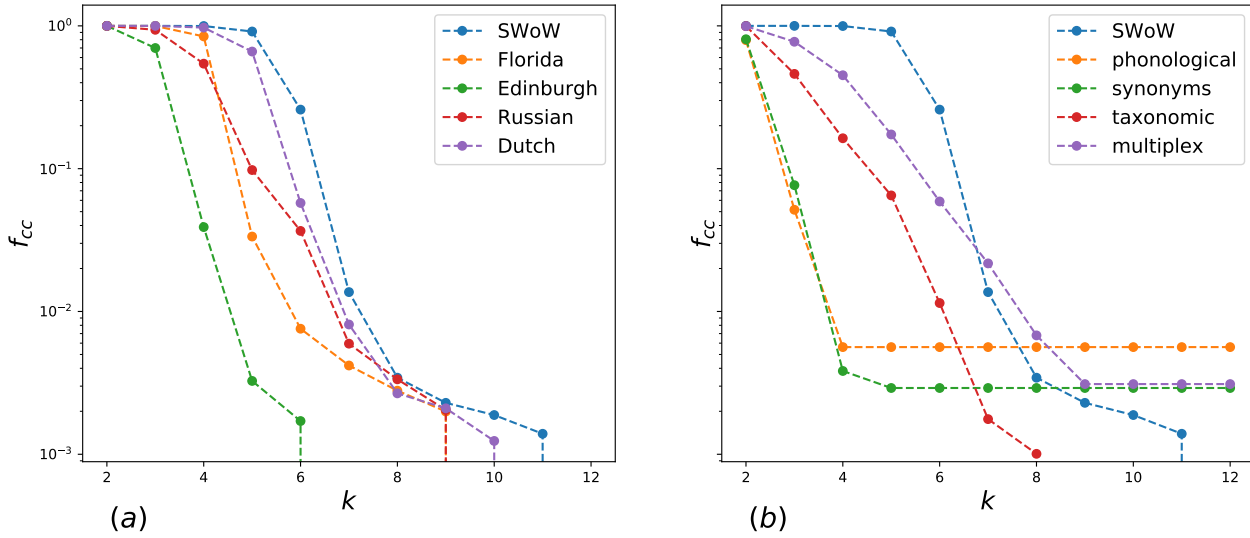 10⁰
10⁻¹
10⁻²
10⁻³
f_cc
2 4 6 8 10 12
k
(a)
SWoW
Florida
Edinburgh
Russian
Dutch
f_cc
2 4 6 8 10 12
k
(b)
SWoW
phonological
synonyms
taxonomic
multiplex